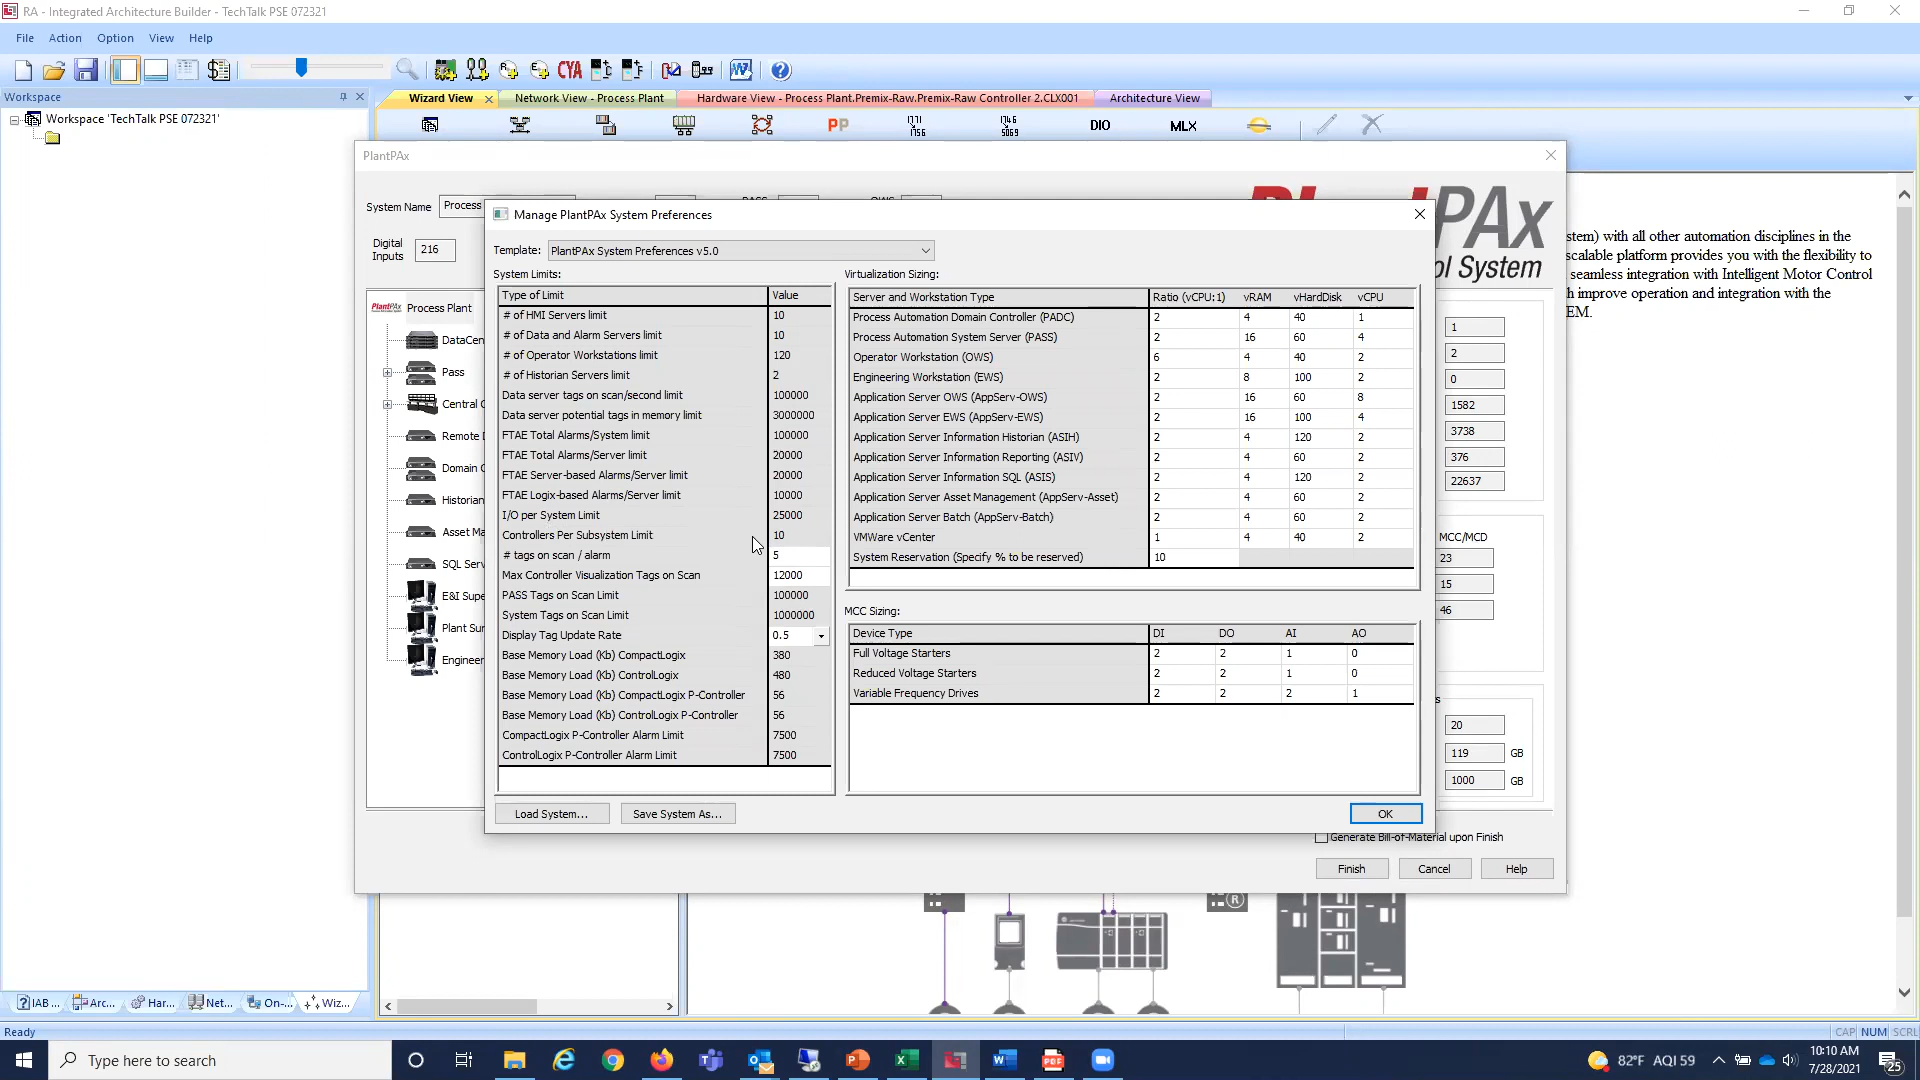 RA - Integrated Architecture Builder - TechTalk PSE 072321
File Action Option View Help
CYA
Workspace
Wizard View
Network View - Process Plant
Hardware View - Process Plant.Premix-Raw.Premix-Raw Controller 2.CLX001
Architecture View
Workspace 'TechTalk PSE 072321'
PP
1771
1756
1746
5069
DIO
MLX
PlantPAx
System Name
Process
Digital
Inputs
216
PAx
ol System
stem) with all other automation disciplines in the
scalable platform provides you with the flexibility to
seamless integration with Intelligent Motor Control
h improve operation and integration with the
EM.
PlantPAx
Process Plant
DataCen
Pass
Central C
Remote D
Domain C
Historian
Asset Ma
SQL Serv
E&I Supe
Plant Sur
Engineer
Manage PlantPAx System Preferences
Template:
PlantPAx System Preferences v5.0
System Limits:
Type of Limit Value
# of HMI Servers limit 10
# of Data and Alarm Servers limit 10
# of Operator Workstations limit 120
# of Historian Servers limit 2
Data server tags on scan/second limit 100000
Data server potential tags in memory limit 3000000
FTAE Total Alarms/System limit 100000
FTAE Total Alarms/Server limit 20000
FTAE Server-based Alarms/Server limit 20000
FTAE Logix-based Alarms/Server limit 10000
I/O per System Limit 25000
Controllers Per Subsystem Limit 10
# tags on scan / alarm 5
Max Controller Visualization Tags on Scan 12000
PASS Tags on Scan Limit 100000
System Tags on Scan Limit 1000000
Display Tag Update Rate 0.5
Base Memory Load (Kb) CompactLogix 380
Base Memory Load (Kb) ControlLogix 480
Base Memory Load (Kb) CompactLogix P-Controller 56
Base Memory Load (Kb) ControlLogix P-Controller 56
CompactLogix P-Controller Alarm Limit 7500
ControlLogix P-Controller Alarm Limit 7500
Load System...
Save System As...
Virtualization Sizing:
Server and Workstation Type Ratio (vCPU:1) vRAM vHardDisk vCPU
Process Automation Domain Controller (PADC) 2 4 40 1
Process Automation System Server (PASS) 2 16 60 4
Operator Workstation (OWS) 6 4 40 2
Engineering Workstation (EWS) 2 8 100 2
Application Server OWS (AppServ-OWS) 2 16 60 8
Application Server EWS (AppServ-EWS) 2 16 100 4
Application Server Information Historian (ASIH) 2 4 120 2
Application Server Information Reporting (ASIV) 2 4 60 2
Application Server Information SQL (ASIS) 2 4 120 2
Application Server Asset Management (AppServ-Asset) 2 4 60 2
Application Server Batch (AppServ-Batch) 2 4 60 2
VMWare vCenter 1 4 40 2
System Reservation (Specify % to be reserved) 10
MCC Sizing:
Device Type DI DO AI AO
Full Voltage Starters 2 2 1 0
Reduced Voltage Starters 2 2 1 0
Variable Frequency Drives 2 2 2 1
OK
1
2
0
1582
3738
376
22637
MCC/MCD
23
15
46
s
20
119 GB
1000 GB
Generate Bill-of-Material upon Finish
Finish
Cancel
Help
IAB ...
Arc...
Har...
Net...
On-...
Wiz...
Ready
CAP NUM SCRL
Type here to search
82°F AQI 59
10:10 AM
7/28/2021
25